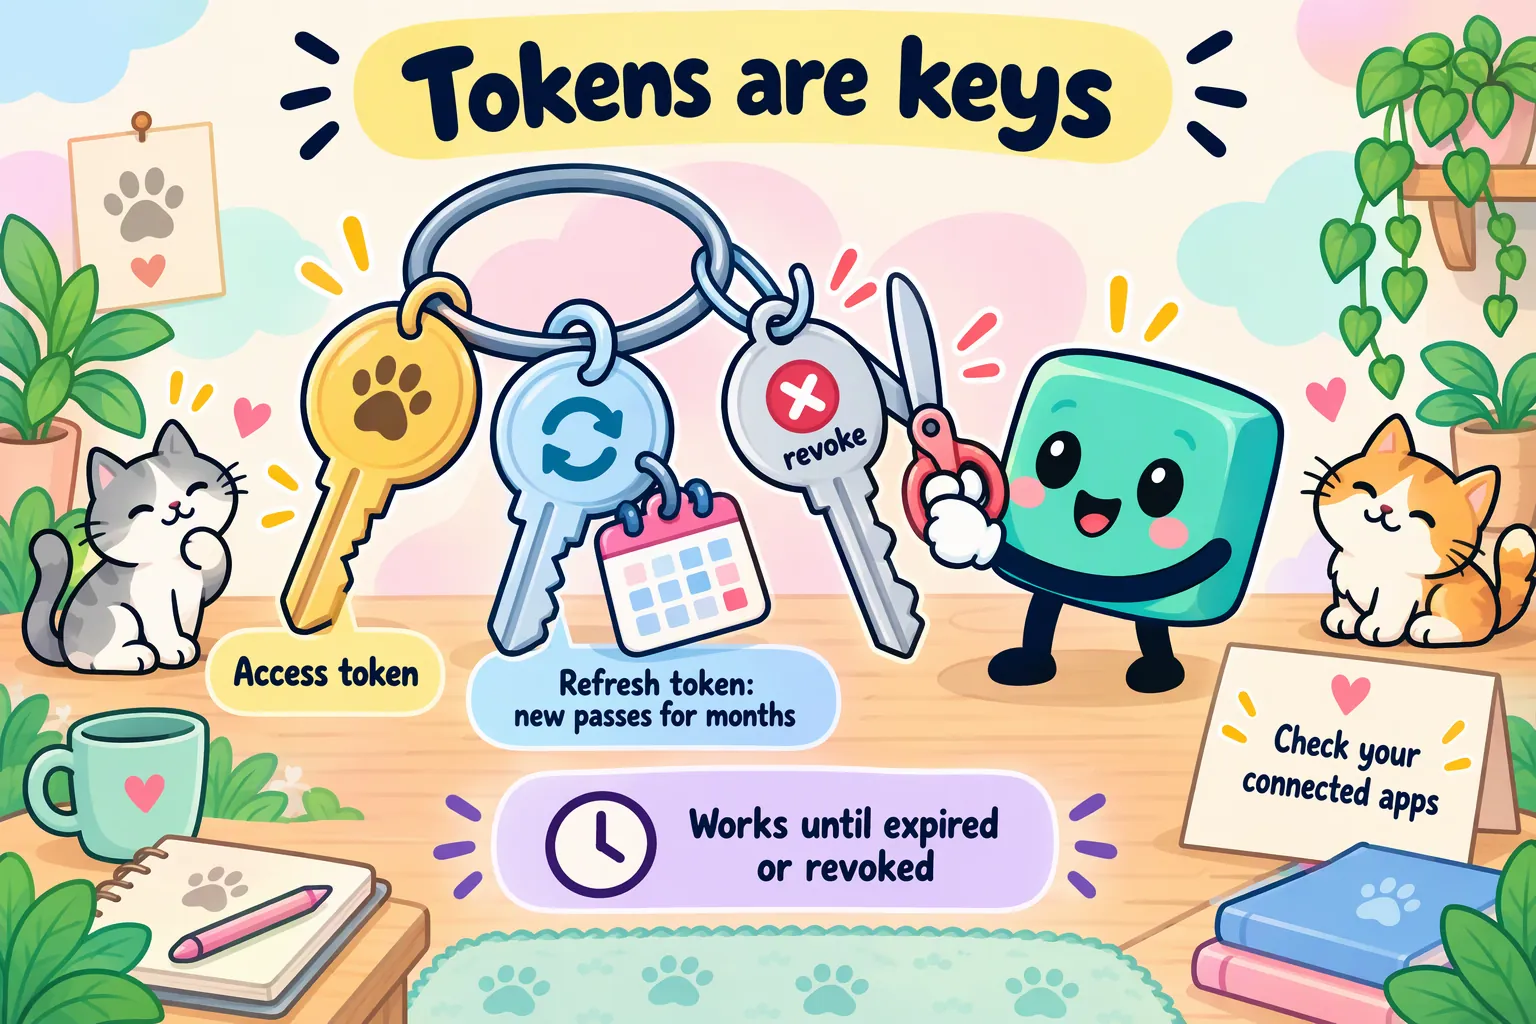 Tokens are keys
revoke
Access token
Refresh token:
new passes for months
Check your
connected apps
Works until expired
or revoked